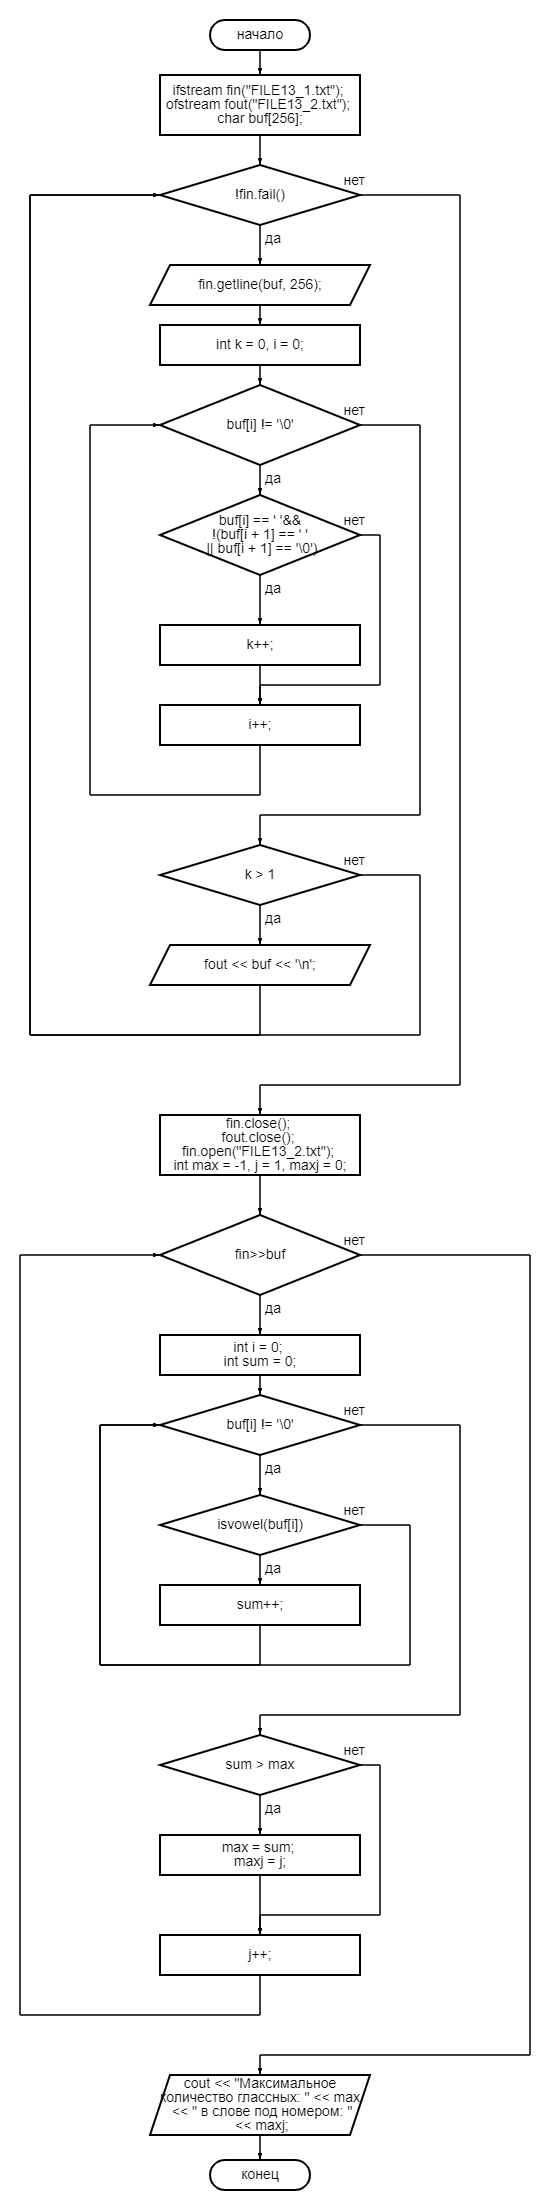 начало
ifstream fin("FILE13_1.txt");
ofstream fout("FILE13_2.txt");
char buf[256];
!fin.fail()
нет
да
fin.getline(buf, 256);
int k = 0, i = 0;
buf[i] != '\0'
нет
да
buf[i] == ' '&&
!(buf[i + 1] == ' '
|| buf[i + 1] == '\0')
нет
да
k++;
i++;
k > 1
нет
да
fout << buf << '\n';
fin.close();
fout.close();
fin.open("FILE13_2.txt");
int max = -1, j = 1, maxj = 0;
fin>>buf
нет
да
int i = 0;
int sum = 0;
buf[i] != '\0'
нет
да
isvowel(buf[i])
нет
да
sum++;
sum > max
нет
да
max = sum;
maxj = j;
j++;
cout << "Максимальное
количество глассных: " << max
<< " в слове под номером: "
<< maxj;
конец